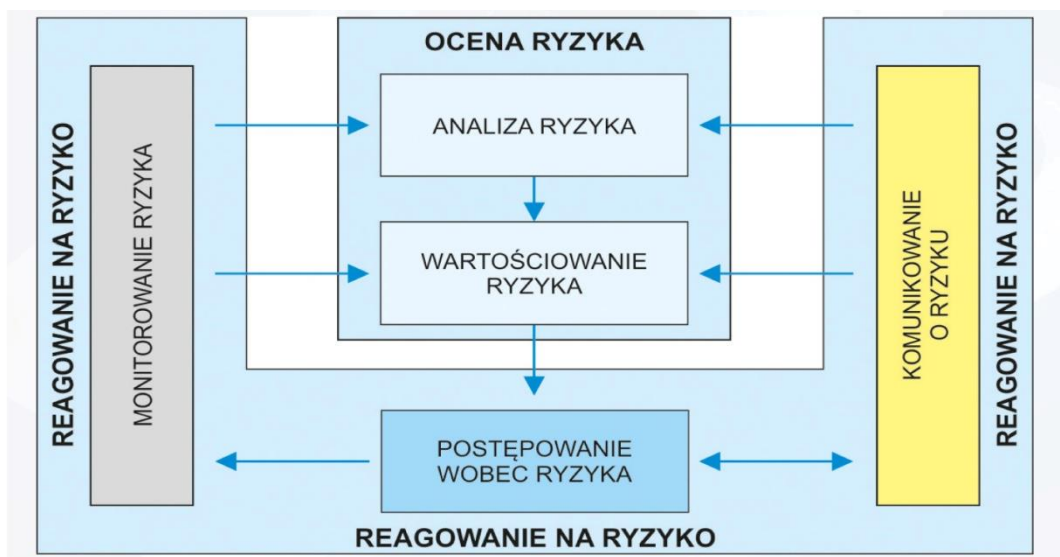 OCENA RYZYKA
ANALIZA RYZYKA
WARTOŚCIOWANIE
RYZYKA
REAGOWANIE NA RYZYKO
MONITOROWANIE RYZYKA
KOMUNIKOWANIE
O RYZYKU
REAGOWANIE NA RYZYKO
POSTĘPOWANIE
WOBEC RYZYKA
REAGOWANIE NA RYZYKO